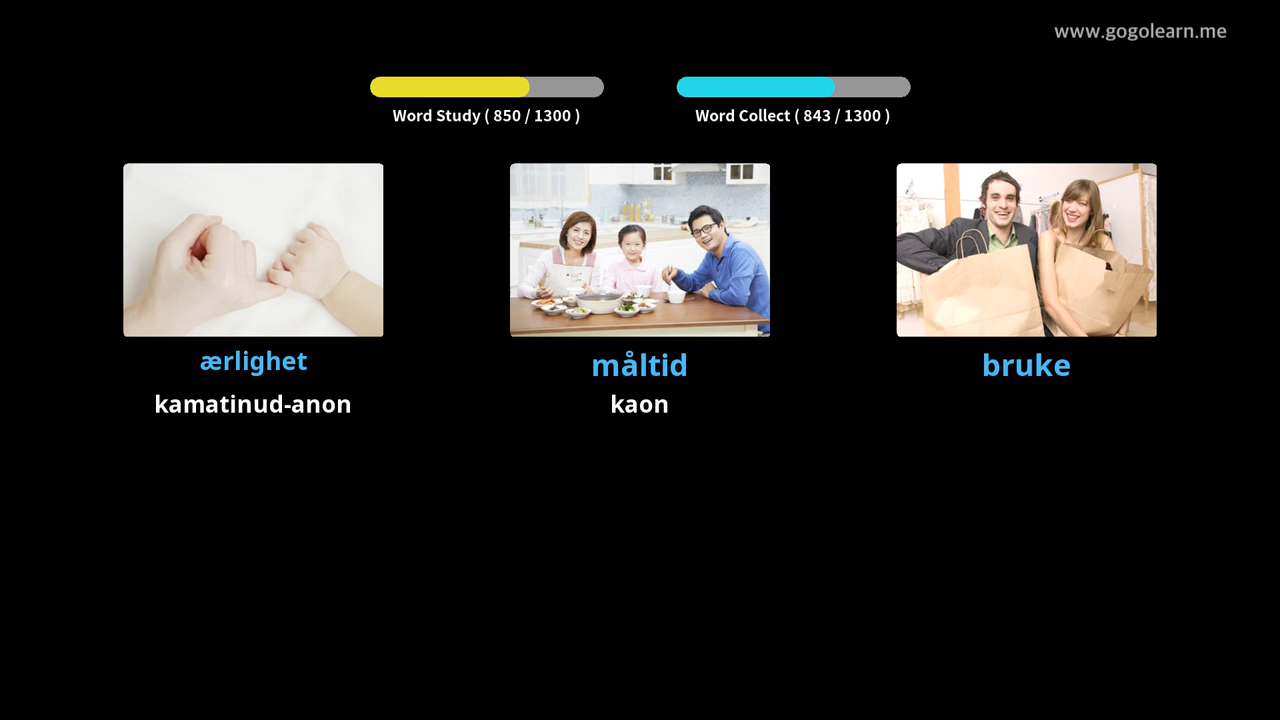 www.gogolearn.me
Word Study ( 850 / 1300 )
Word Collect ( 843 / 1300 )
ærlighet
kamatinud-anon
måltid
kaon
bruke